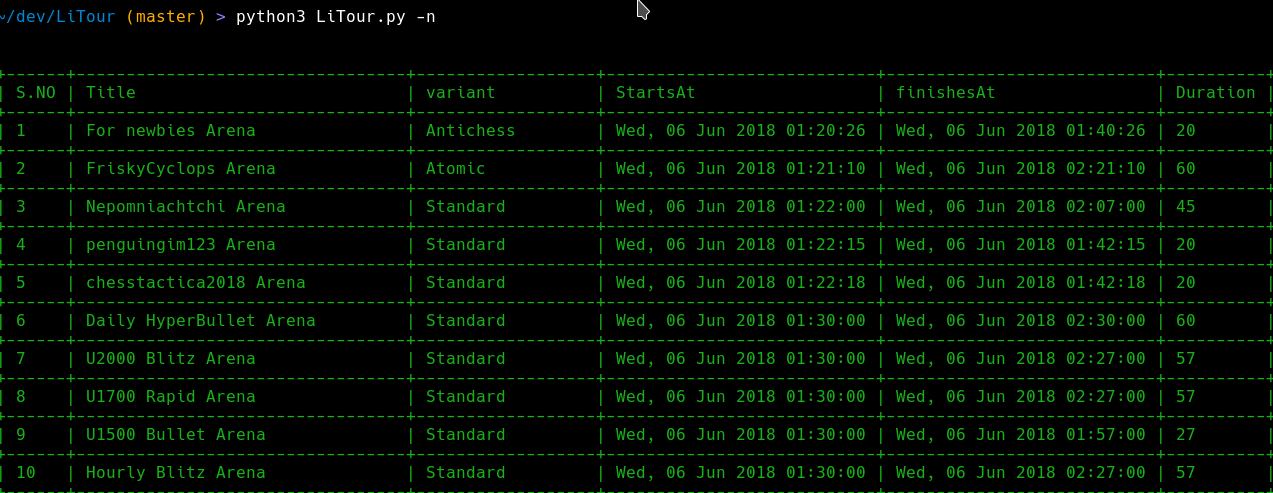 ~/dev/LiTour (master) > python3 LiTour.py -n
| S.NO | Title | variant | StartsAt | finishesAt | Duration |
| 1 | For newbies Arena | Antichess | Wed, 06 Jun 2018 01:20:26 | Wed, 06 Jun 2018 01:40:26 | 20 |
| 2 | FriskyCyclops Arena | Atomic | Wed, 06 Jun 2018 01:21:10 | Wed, 06 Jun 2018 02:21:10 | 60 |
| 3 | Nepomniachtchi Arena | Standard | Wed, 06 Jun 2018 01:22:00 | Wed, 06 Jun 2018 02:07:00 | 45 |
| 4 | penguingim123 Arena | Standard | Wed, 06 Jun 2018 01:22:15 | Wed, 06 Jun 2018 01:42:15 | 20 |
| 5 | chesstactica2018 Arena | Standard | Wed, 06 Jun 2018 01:22:18 | Wed, 06 Jun 2018 01:42:18 | 20 |
| 6 | Daily HyperBullet Arena | Standard | Wed, 06 Jun 2018 01:30:00 | Wed, 06 Jun 2018 02:30:00 | 60 |
| 7 | U2000 Blitz Arena | Standard | Wed, 06 Jun 2018 01:30:00 | Wed, 06 Jun 2018 02:27:00 | 57 |
| 8 | U1700 Rapid Arena | Standard | Wed, 06 Jun 2018 01:30:00 | Wed, 06 Jun 2018 02:27:00 | 57 |
| 9 | U1500 Bullet Arena | Standard | Wed, 06 Jun 2018 01:30:00 | Wed, 06 Jun 2018 01:57:00 | 27 |
| 10 | Hourly Blitz Arena | Standard | Wed, 06 Jun 2018 01:30:00 | Wed, 06 Jun 2018 02:27:00 | 57 |